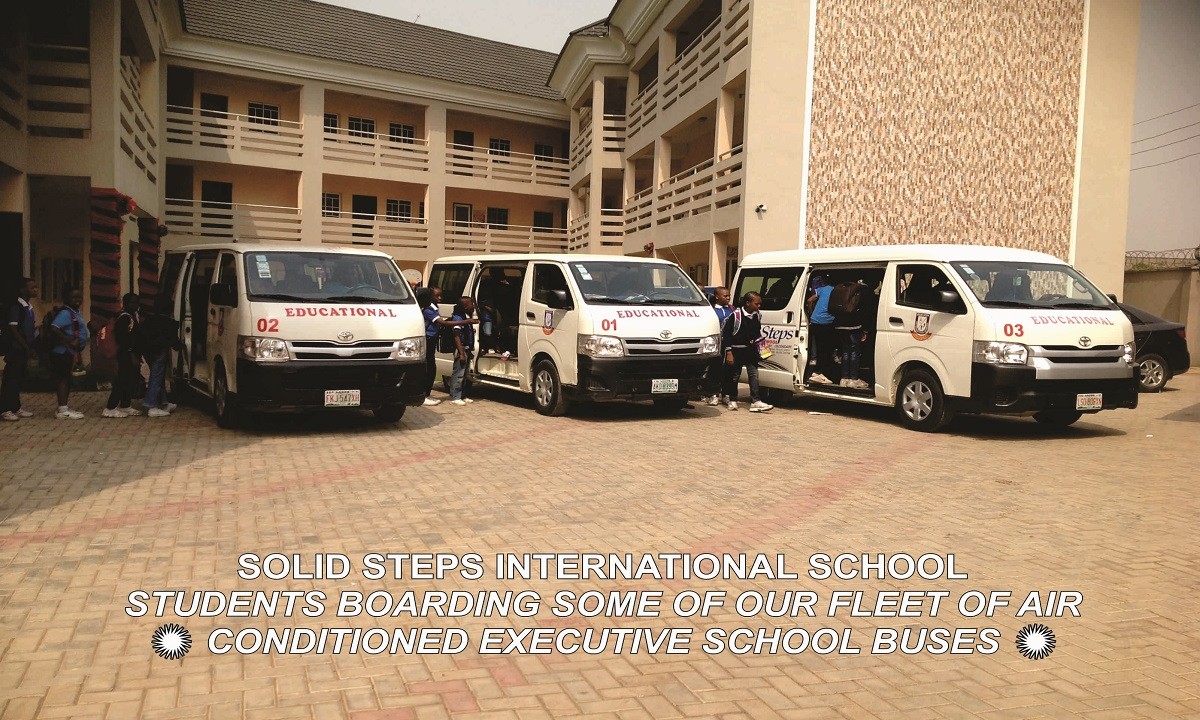 02
EDUCATIONAL
01
EDUCATIONAL
03
EDUCATIONAL
Steps
SOLID STEPS INTERNATIONAL SCHOOL
STUDENTS BOARDING SOME OF OUR FLEET OF AIR
CONDITIONED EXECUTIVE SCHOOL BUSES